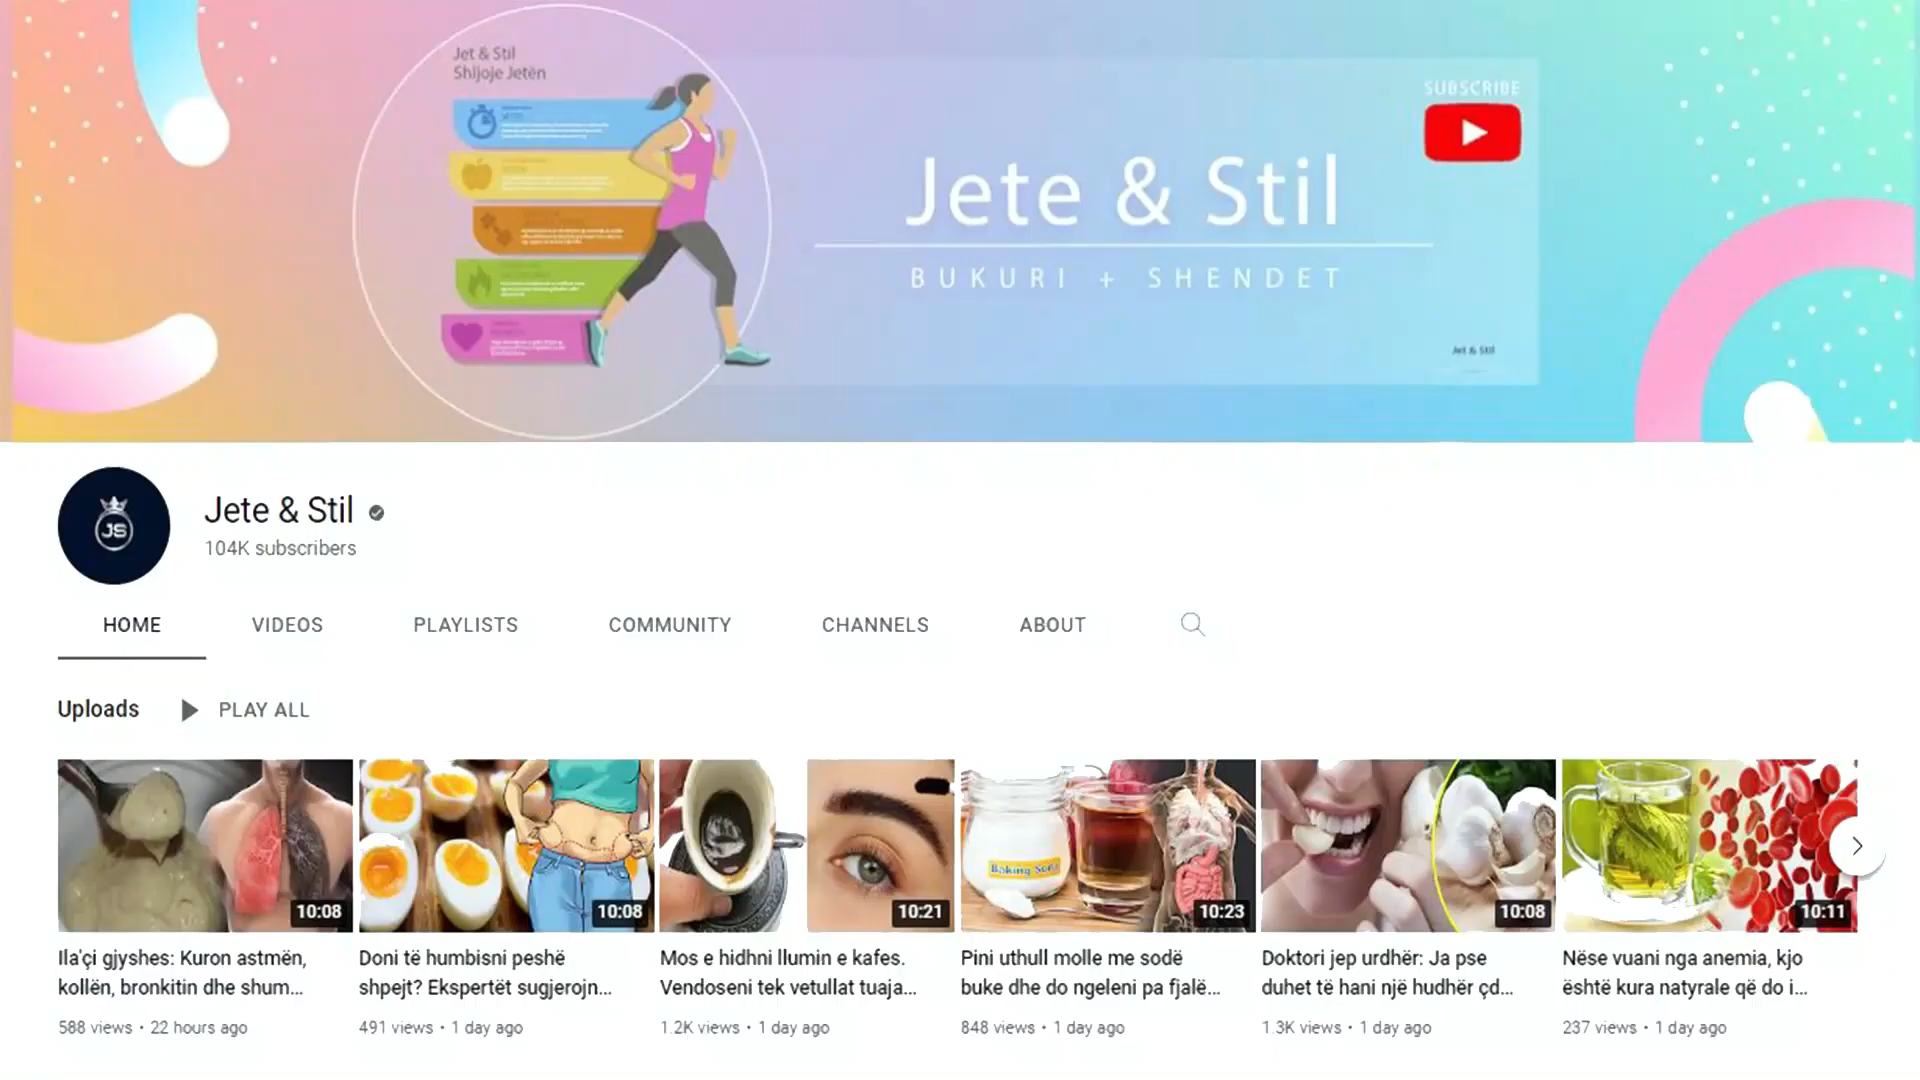 Jet & Stil
Shijoje Jetën
SUBSCRIBE
Jete & Stil
BUKURI + SHENDET
Jet & Stil
JS
Jete & Stil
104K subscribers
HOME VIDEOS PLAYLISTS COMMUNITY CHANNELS ABOUT
Uploads PLAY ALL
Baking Soda
10:08
10:08
10:21
10:23
10:08
10:11
Ila'çi gjyshes: Kuron astmën,
kollën, bronkitin dhe shum...
588 views • 22 hours ago
Doni të humbisni peshë
shpejt? Ekspertët sugjerojn...
491 views • 1 day ago
Mos e hidhni llumin e kafes.
Vendoseni tek vetullat tuaja...
1.2K views • 1 day ago
Pini uthull molle me sodë
buke dhe do ngeleni pa fjalë...
848 views • 1 day ago
Doktori jep urdhër: Ja pse
duhet të hani një hudhër çd...
1.3K views • 1 day ago
Nëse vuani nga anemia, kjo
është kura natyrale që do i...
237 views • 1 day ago